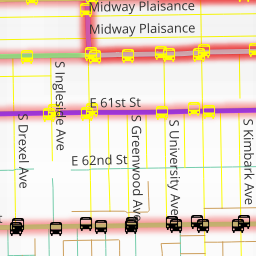 Midway Plaisance
Midway Plaisance
S Ingleside Ave
E 61st St
S Drexel Ave
S Greenwood Ave
S University Ave
S Kimbark Ave
E 62nd St